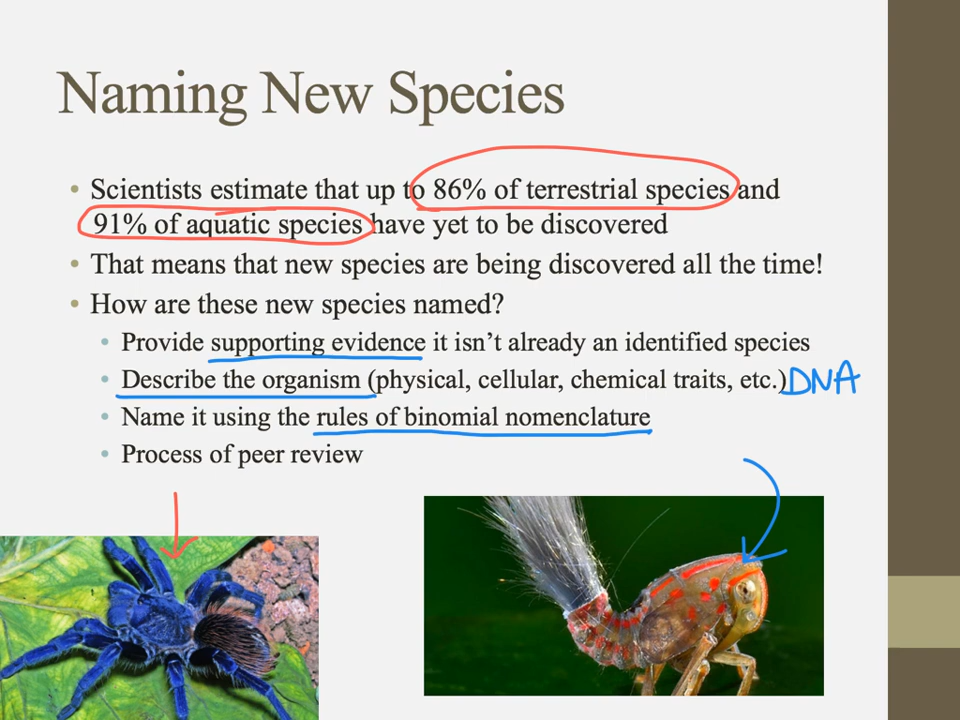 Naming New Species
• Scientists estimate that up to 86% of terrestrial species and
91% of aquatic species have yet to be discovered
• That means that new species are being discovered all the time!
• How are these new species named?
• Provide supporting evidence it isn't already an identified species
• Describe the organism (physical, cellular, chemical traits, etc.) DNA
• Name it using the rules of binomial nomenclature
• Process of peer review